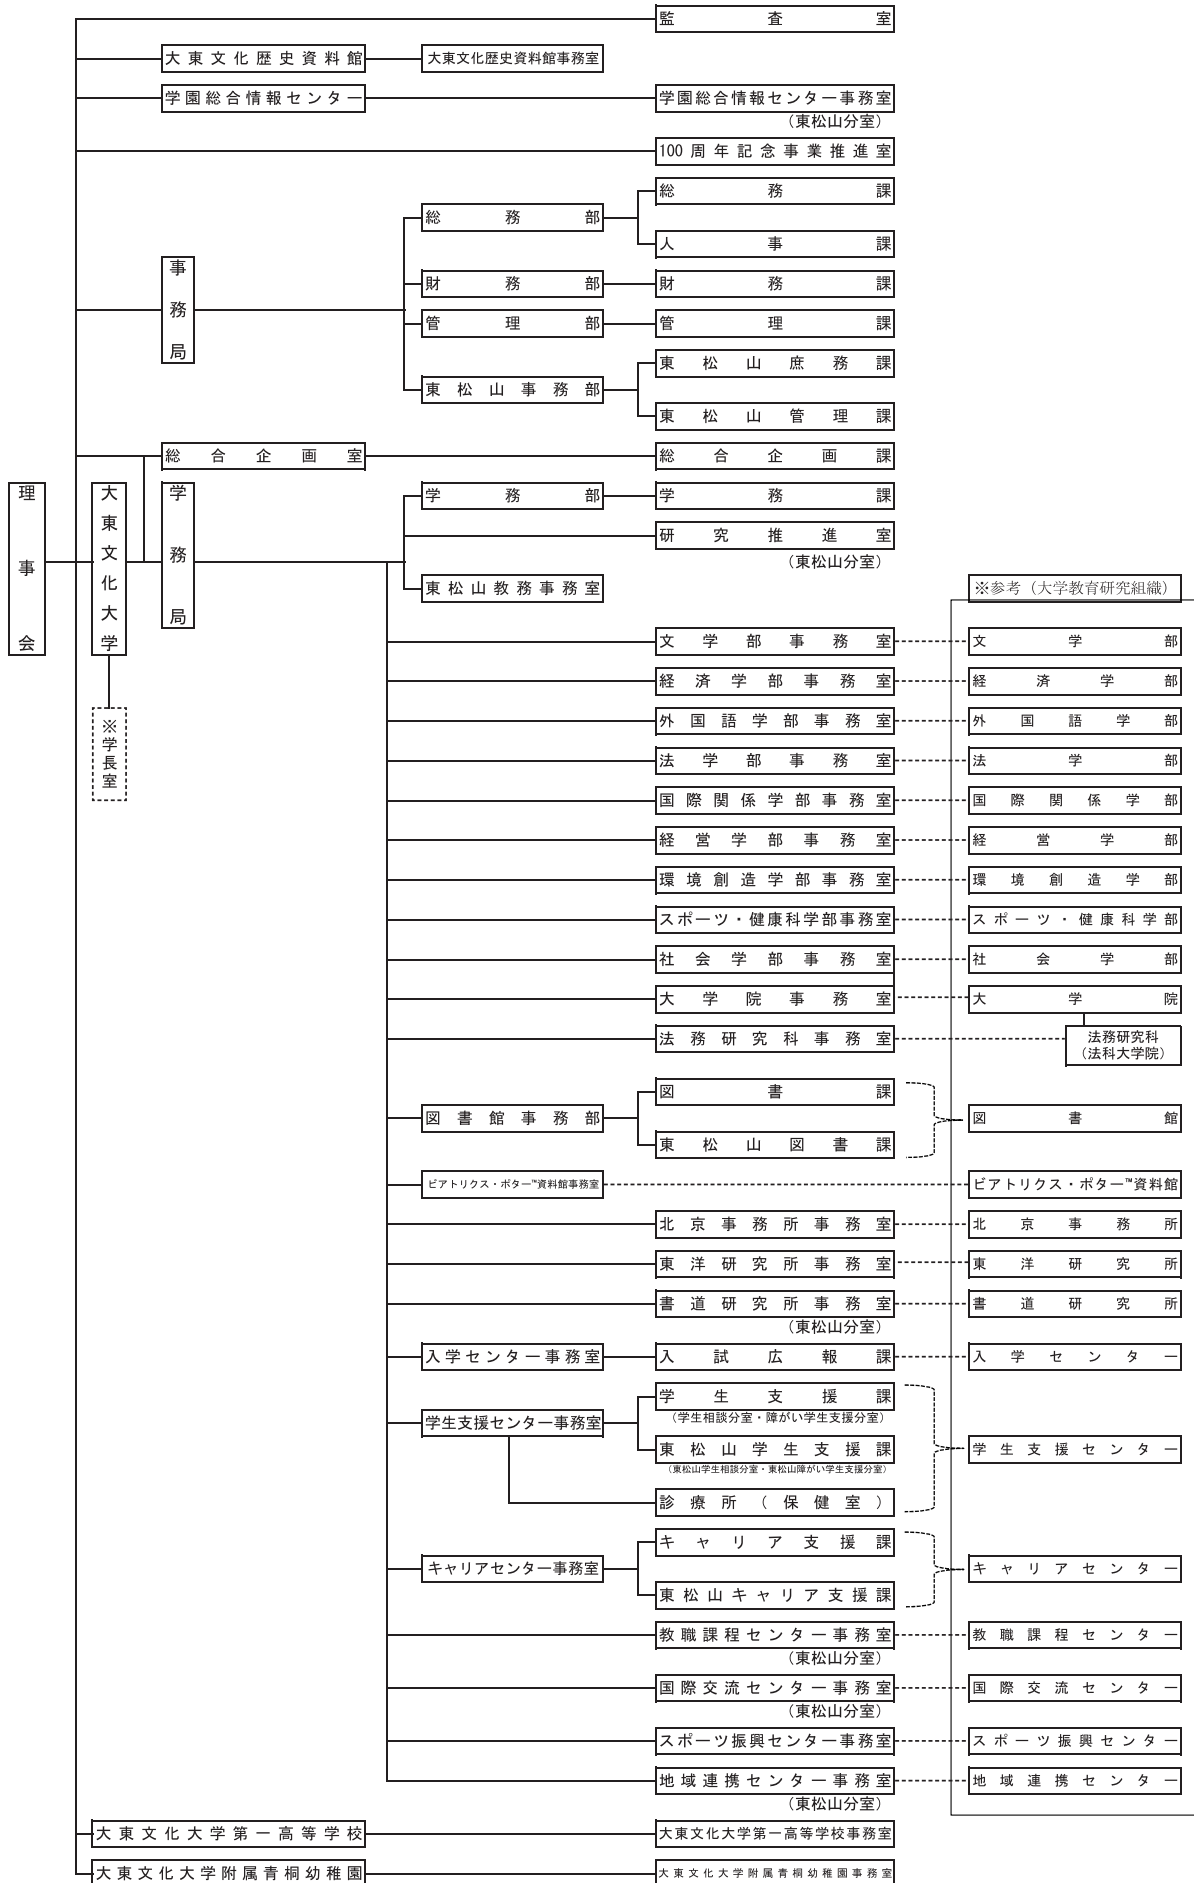 監査室
大東文化歴史資料館
大東文化歴史資料館事務室
学園総合情報センター
学園総合情報センター事務室
（東松山分室）
100周年記念事業推進室
総務課
総務部
人事課
事務局
財務部
財務課
管理部
管理課
東松山庶務課
東松山事務部
東松山管理課
総合企画室
総合企画課
理事会
大東文化大学
学務局
学務部
学務課
研究推進室
（東松山分室）
東松山教務事務室
※参考（大学教育研究組織）
※学長室
文学部事務室
文学部
経済学部事務室
経済学部
外国語学部事務室
外国語学部
法学部事務室
法学部
国際関係学部事務室
国際関係学部
経営学部事務室
経営学部
環境創造学部事務室
環境創造学部
スポーツ・健康科学部事務室
スポーツ・健康科学部
社会学部事務室
社会学部
大学院事務室
大学院
法務研究科事務室
法務研究科
（法科大学院）
図書課
図書館事務部
図書館
東松山図書課
ビアトリクス・ポター™資料館事務室
ビアトリクス・ポター™資料館
北京事務所事務室
北京事務所
東洋研究所事務室
東洋研究所
書道研究所事務室
書道研究所
（東松山分室）
入学センター事務室
入試広報課
入学センター
学生支援課
（学生相談分室・障がい学生支援分室）
学生支援センター事務室
東松山学生支援課
（東松山学生相談分室・東松山障がい学生支援分室）
学生支援センター
診療所（保健室）
キャリア支援課
キャリアセンター事務室
キャリアセンター
東松山キャリア支援課
教職課程センター事務室
教職課程センター
（東松山分室）
国際交流センター事務室
国際交流センター
（東松山分室）
スポーツ振興センター事務室
スポーツ振興センター
地域連携センター事務室
地域連携センター
（東松山分室）
大東文化大学第一高等学校
大東文化大学第一高等学校事務室
大東文化大学附属青桐幼稚園
大東文化大学附属青桐幼稚園事務室